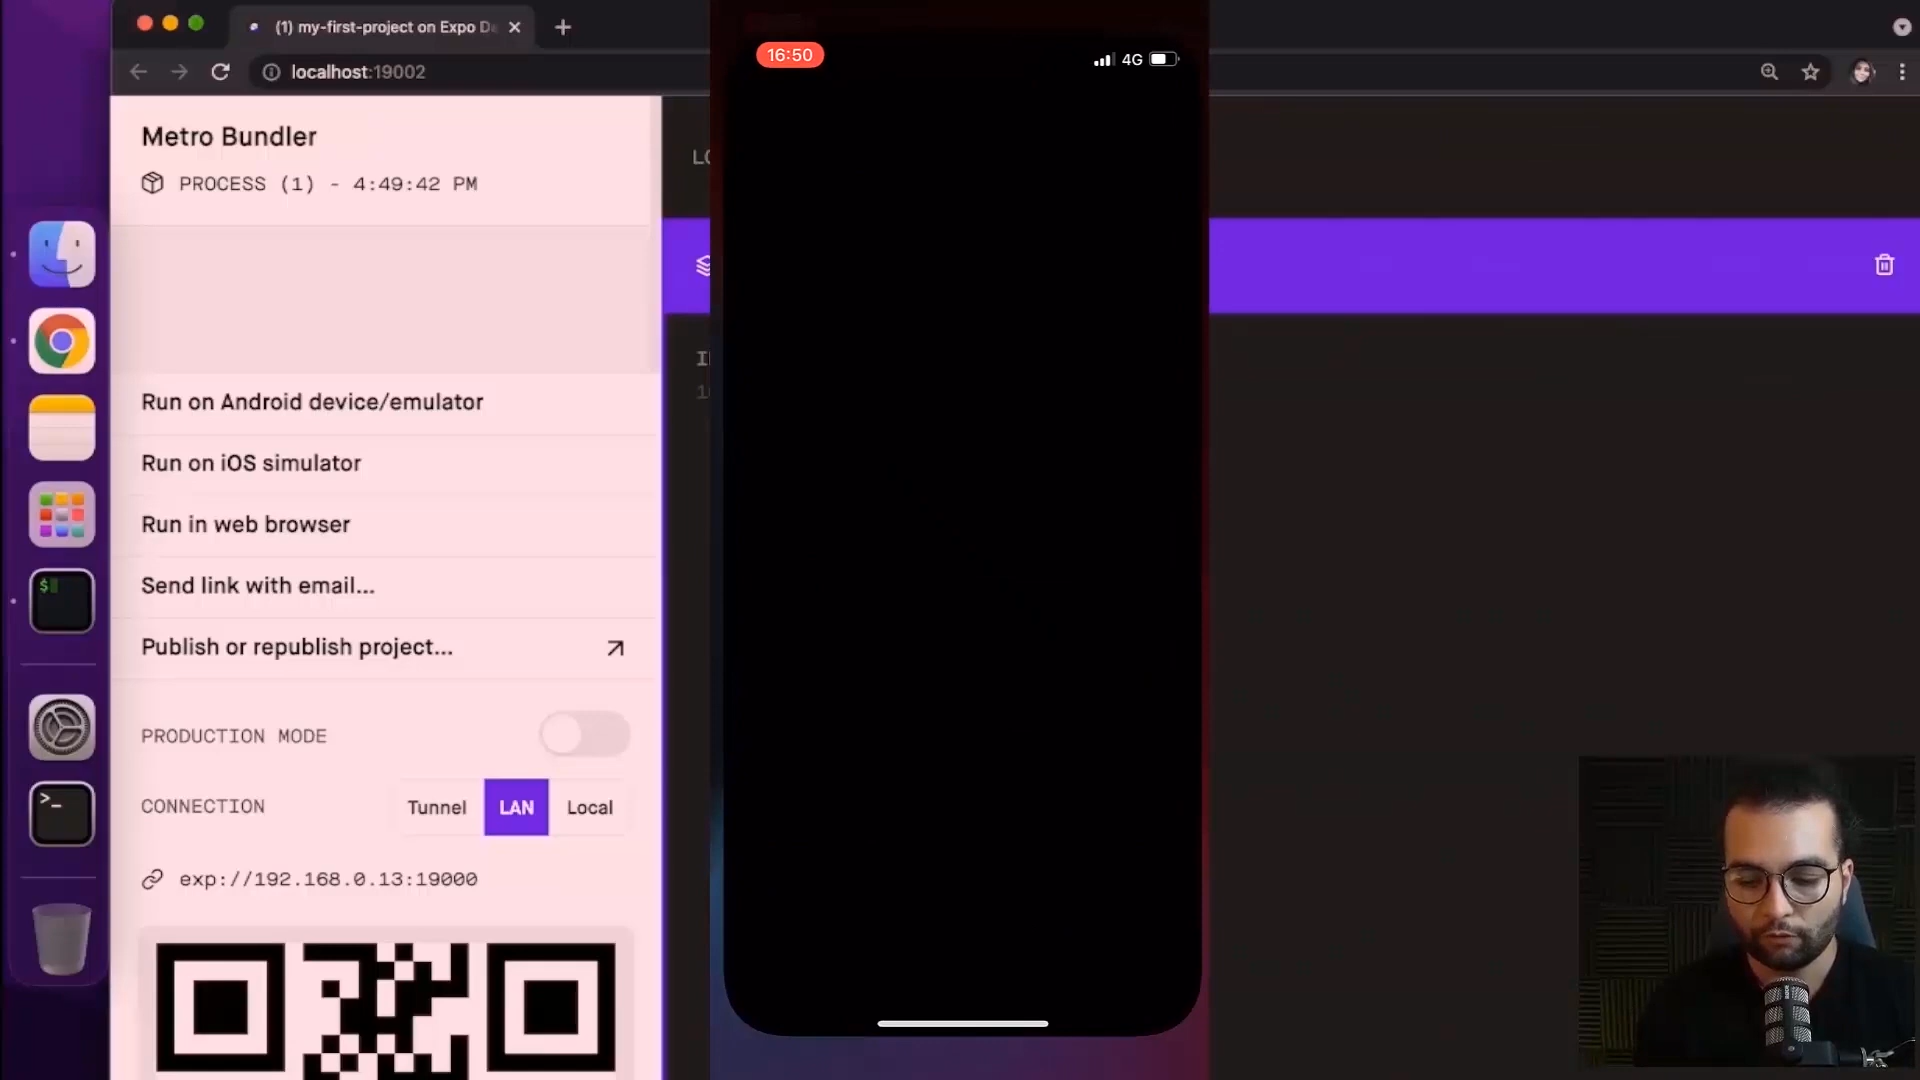 (1) my-first-project on Expo De
localhost:19002
16:50
4G
Metro Bundler
PROCESS (1) - 4:49:42 PM
Run on Android device/emulator
Run on iOS simulator
Run in web browser
Send link with email...
Publish or republish project...
PRODUCTION MODE
CONNECTION
Tunnel
LAN
Local
exp://192.168.0.13:19000
$
>_